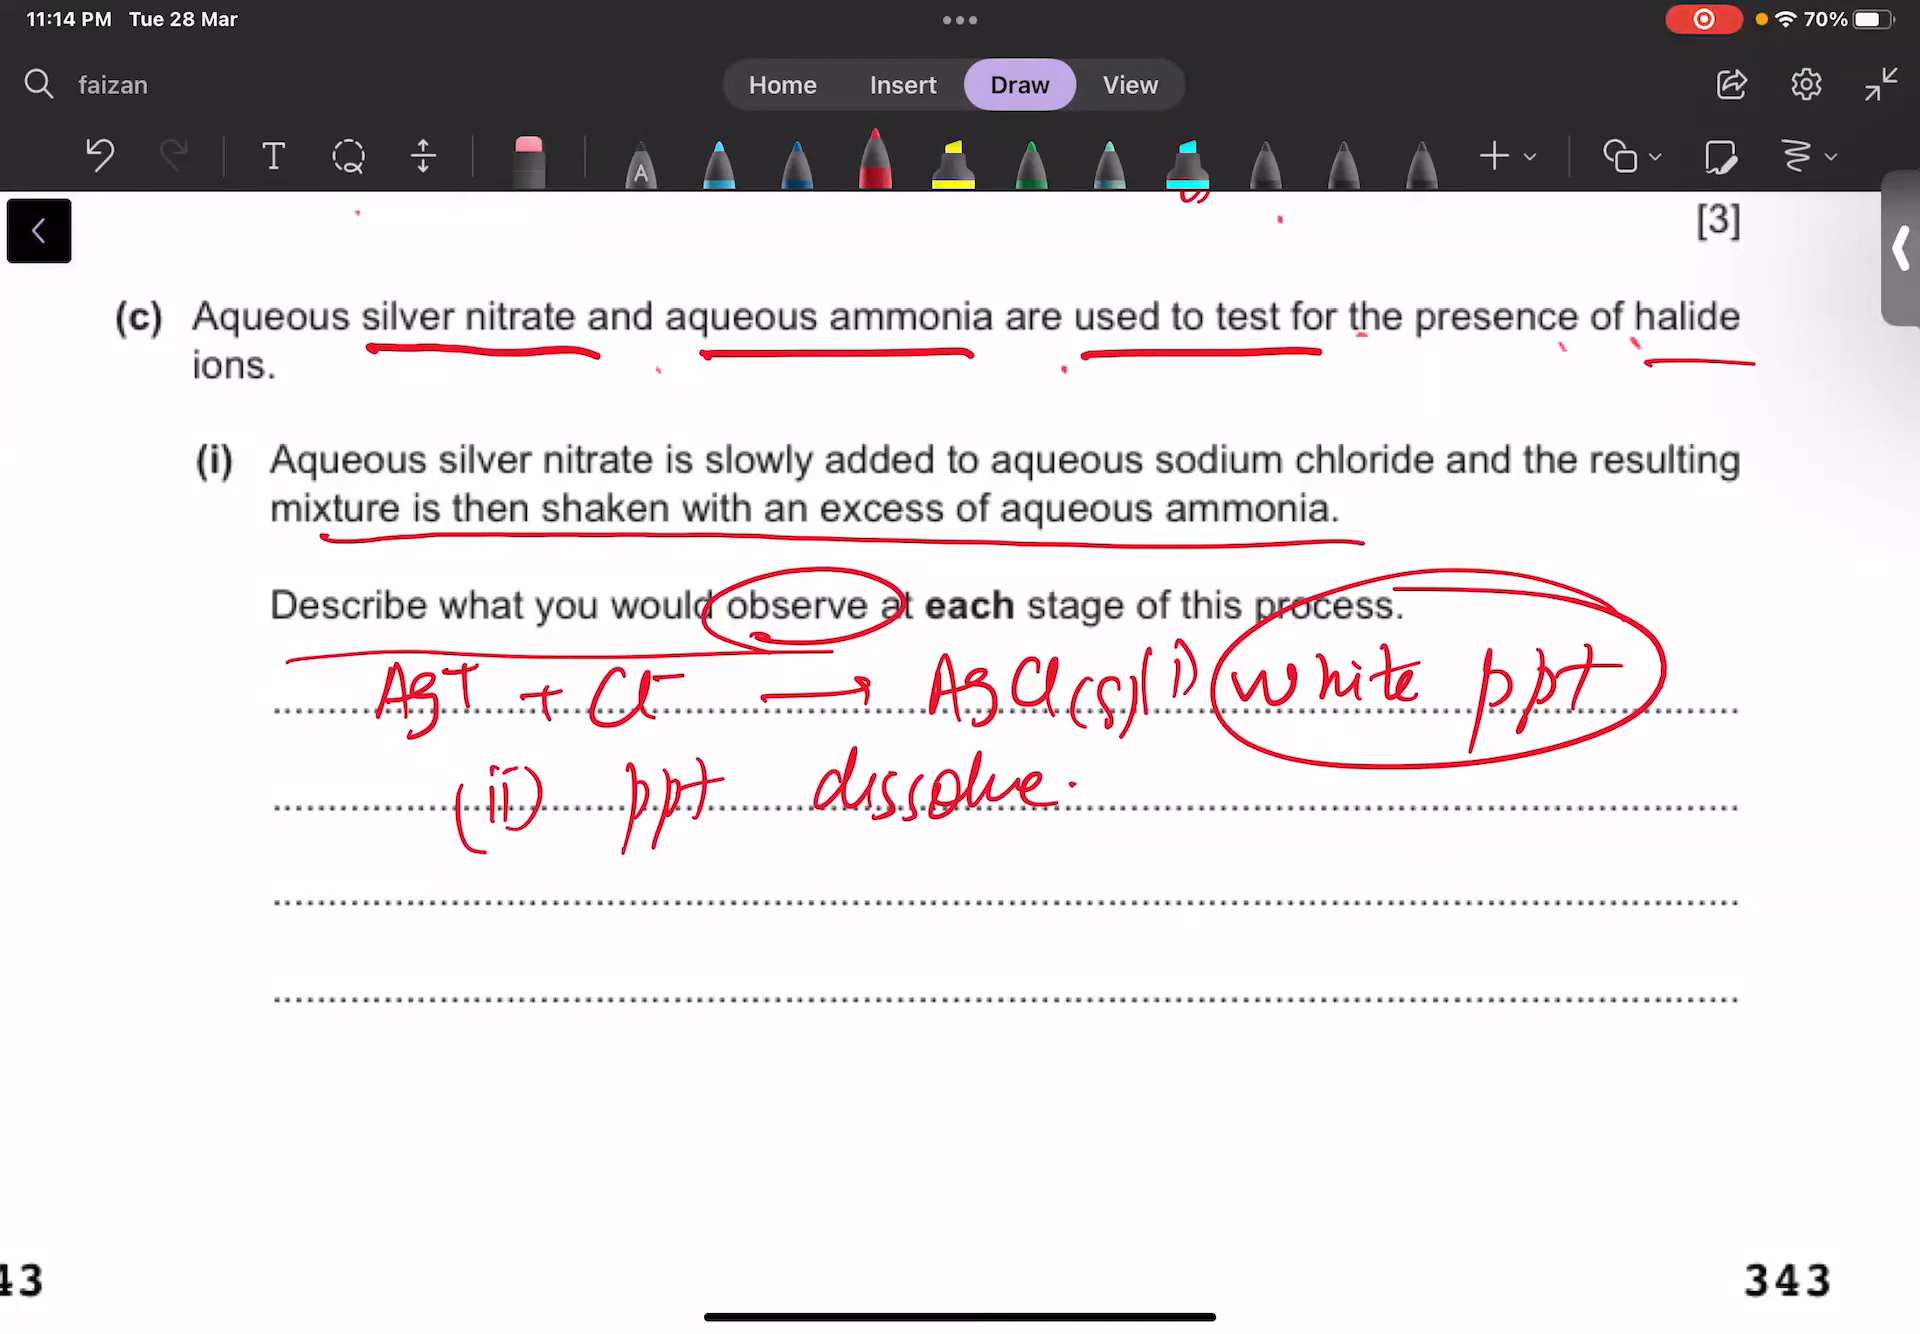 11:14 PM Tue 28 Mar
70%
faizan
Home Insert Draw View
T
A
[3]
(c) Aqueous silver nitrate and aqueous ammonia are used to test for the presence of halide
ions.
(i) Aqueous silver nitrate is slowly added to aqueous sodium chloride and the resulting
mixture is then shaken with an excess of aqueous ammonia.
Describe what you would observe at each stage of this process.
Ag+ + Cl- → AgCl(s) (i) white ppt
(ii) ppt dissolve.
43
343